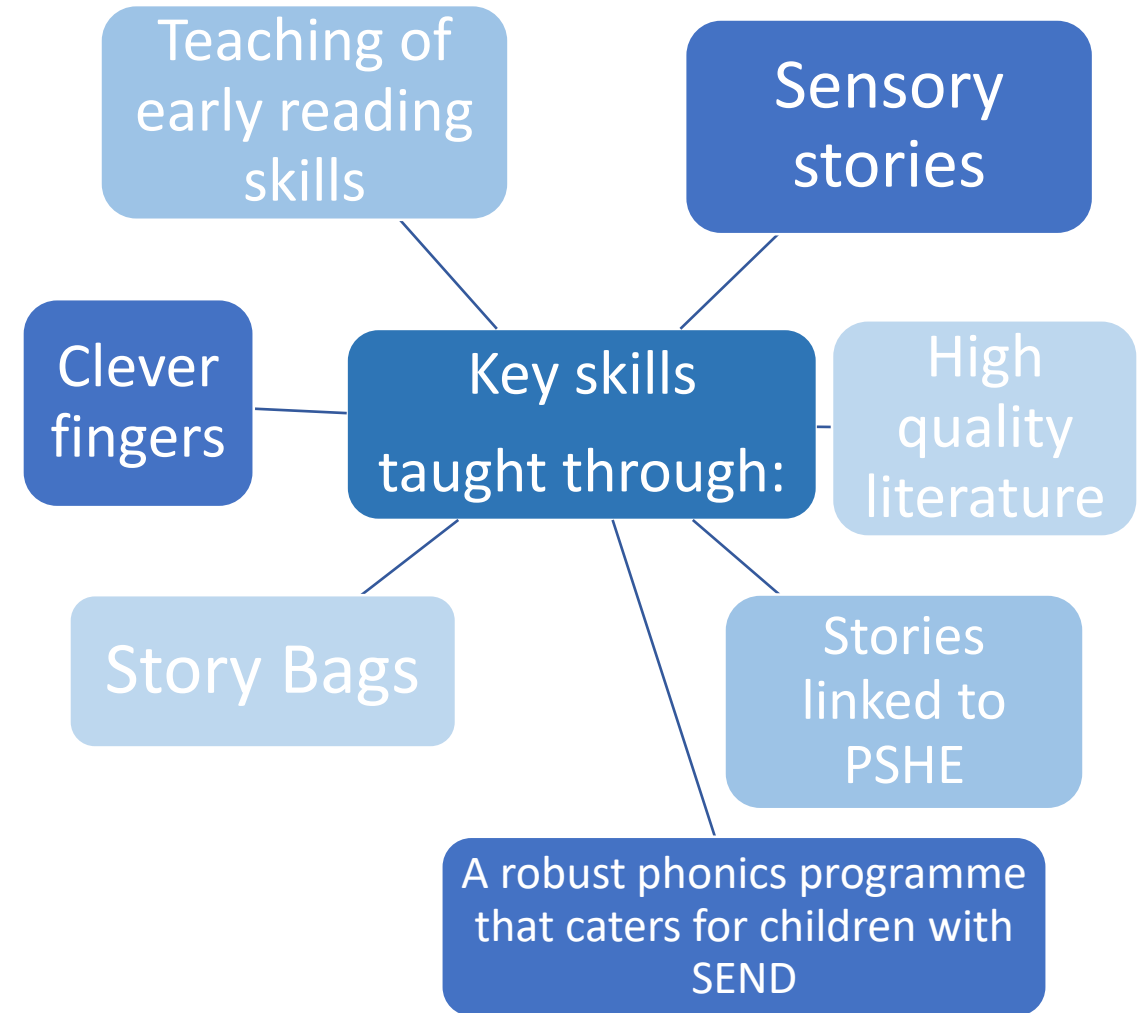 Teaching of
early reading
skills
Sensory
stories
Clever
fingers
Key skills
taught through:
High
quality
literature
Story Bags
Stories
linked to
PSHE
A robust phonics programme
that caters for children with
SEND